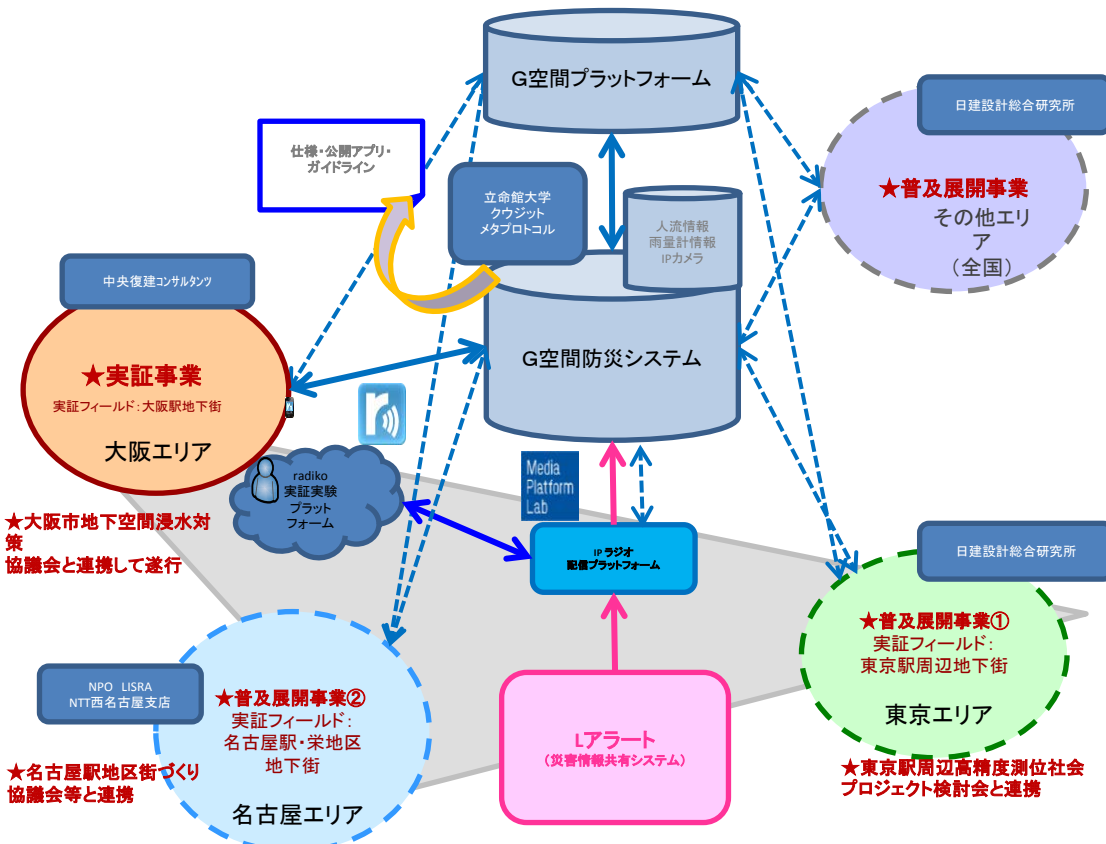 G空間プラットフォーム
日建設計総合研究所
仕様・公開アプリ・
ガイドライン
立命館大学
クウジット
メタプロトコル
人流情報
雨量計情報
IPカメラ
★普及展開事業
その他エリ
ア
（全国）
中央復建コンサルタンツ
G空間防災システム
★実証事業
実証フィールド：大阪駅地下街
大阪エリア
radiko
実証実験
プラット
フォーム
Media
Platform
Lab
★大阪市地下空間浸水対
策
協議会と連携して遂行
IPラジオ
配信プラットフォーム
日建設計総合研究所
★普及展開事業①
実証フィールド：
東京駅周辺地下街
東京エリア
NPO　LISRA
NTT西名古屋支店
★普及展開事業②
実証フィールド：
名古屋駅・栄地区
地下街
名古屋エリア
Lアラート
（災害情報共有システム）
★名古屋駅地区街づくり
協議会等と連携
★東京駅周辺高精度測位社会
プロジェクト検討会と連携